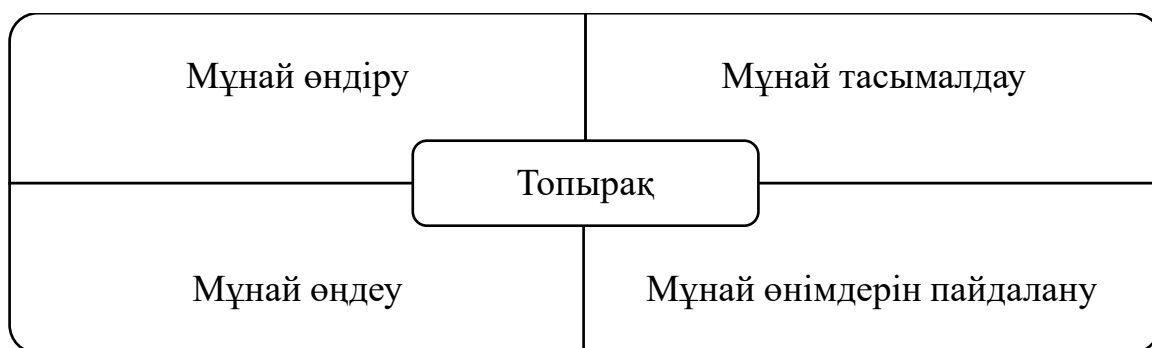 Мұнай өндіру
Мұнай тасымалдау
Топырақ
Мұнай өңдеу
Мұнай өнімдерін пайдалану